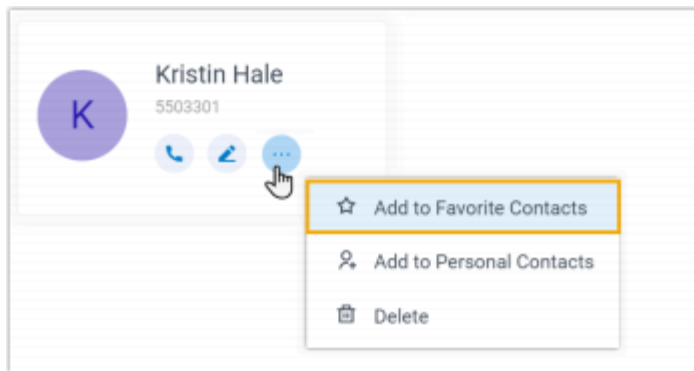 Kristin Hale
K
5503301
Add to Favorite Contacts
Add to Personal Contacts
Delete